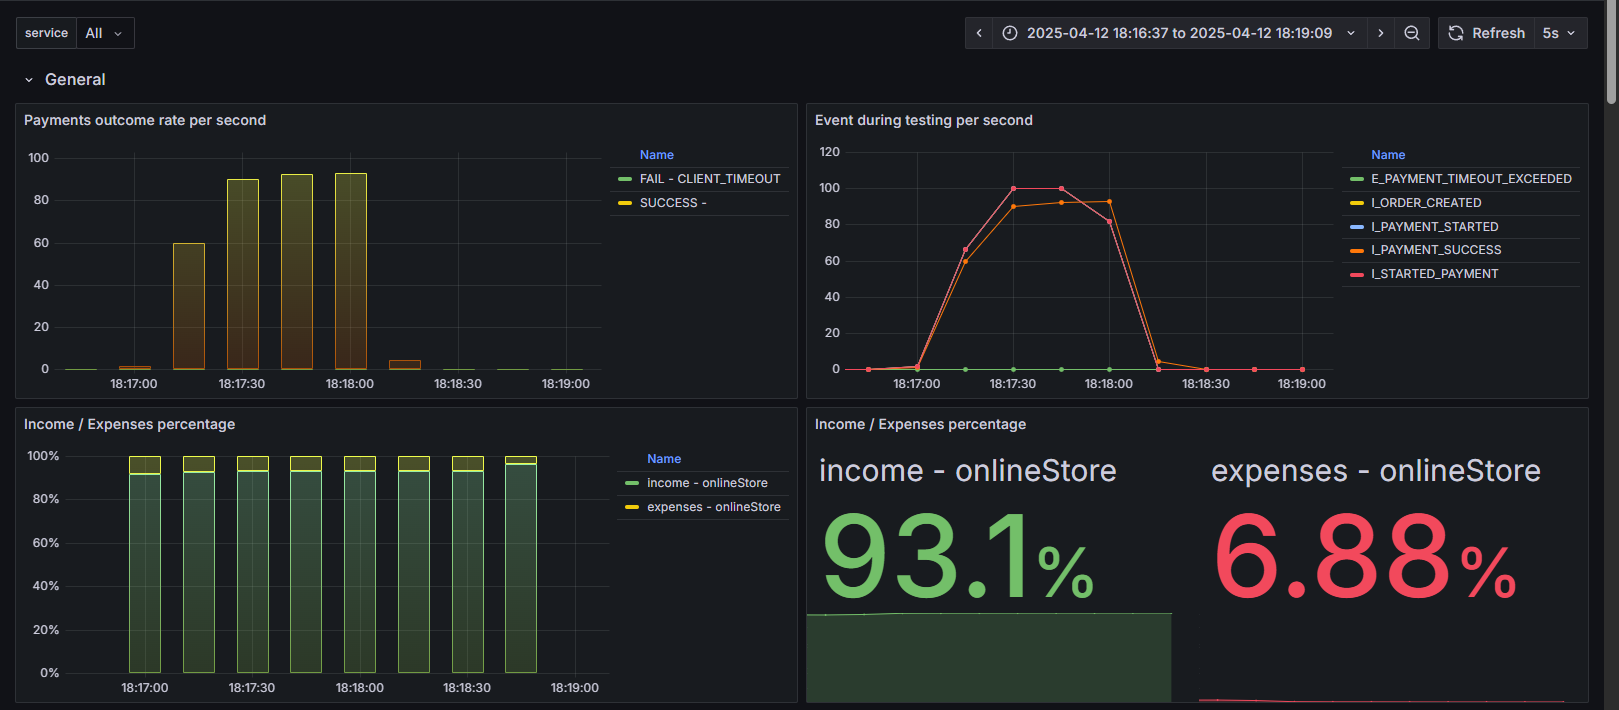 service All
2025-04-12 18:16:37 to 2025-04-12 18:19:09
Refresh 5s
General
Payments outcome rate per second
100
80
60
40
20
0
18:17:00 18:17:30 18:18:00 18:18:30 18:19:00
Name
FAIL - CLIENT_TIMEOUT
SUCCESS -
Event during testing per second
120
100
80
60
40
20
0
18:17:00 18:17:30 18:18:00 18:18:30 18:19:00
Name
E_PAYMENT_TIMEOUT_EXCEEDED
I_ORDER_CREATED
I_PAYMENT_STARTED
I_PAYMENT_SUCCESS
I_STARTED_PAYMENT
Income / Expenses percentage
100%
80%
60%
40%
20%
0%
18:17:00 18:17:30 18:18:00 18:18:30 18:19:00
Name
income - onlineStore
expenses - onlineStore
Income / Expenses percentage
income - onlineStore
93.1%
expenses - onlineStore
6.88%